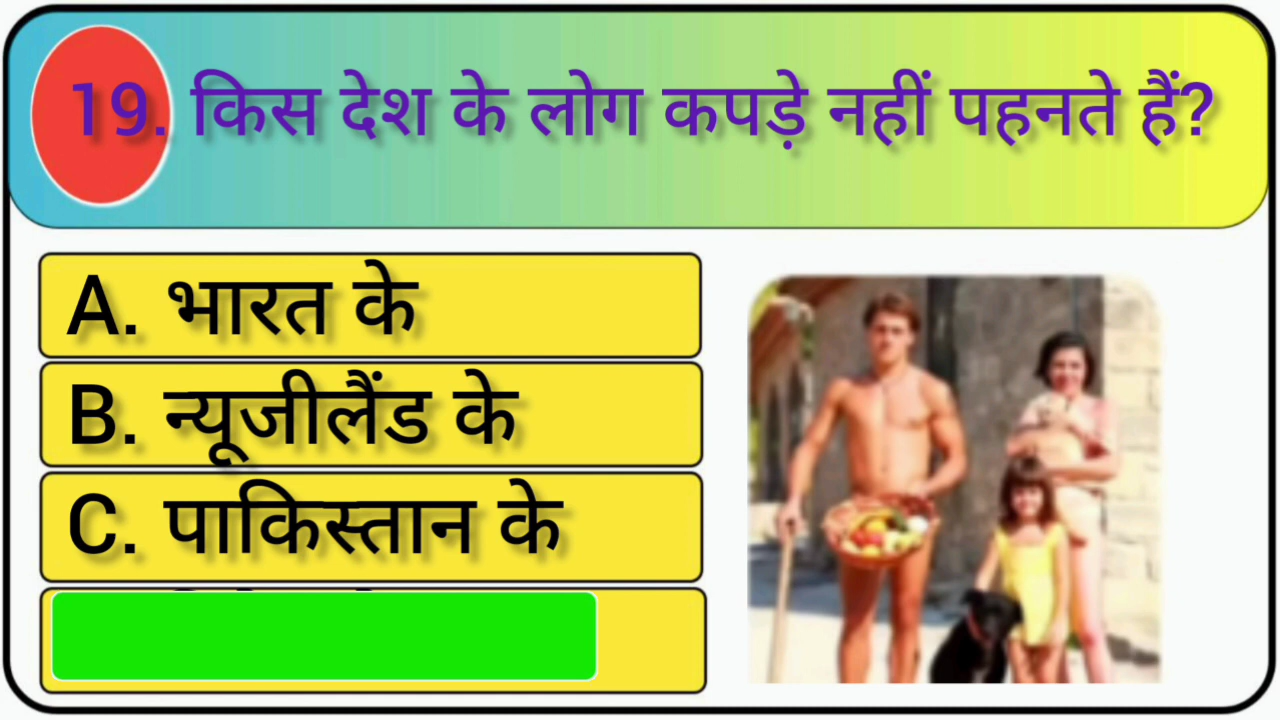 19. किस देश के लोग कपड़े नहीं पहनते हैं?
A. भारत के
B. न्यूजीलैंड के
C. पाकिस्तान के